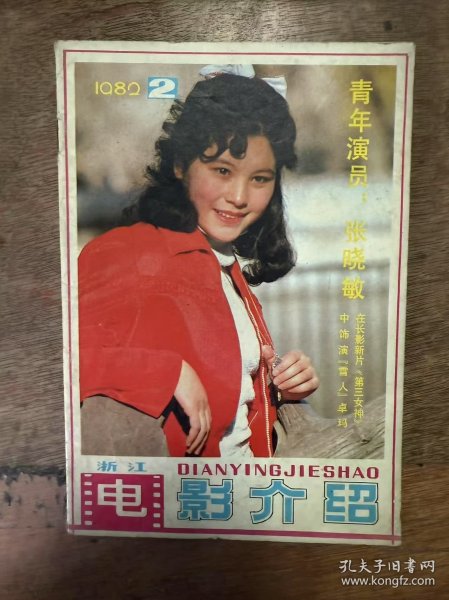 1982 2
青年演员：张晓敏
在长影新片《第三女神》
中饰演『雪人』卓玛
浙江
DIANYINGJIESHAO
电影介绍
孔夫子旧书网
www.kongfz.com